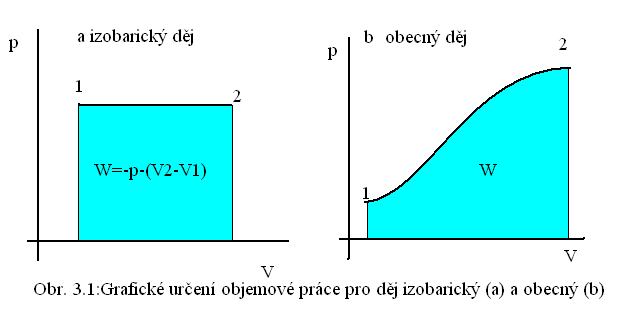 a izobarický děj
p
1
2
W=-p-(V2-V1)
V
b obecný děj
p
2
1
W
V
Obr. 3.1:Grafické určení objemové práce pro děj izobarický (a) a obecný (b)